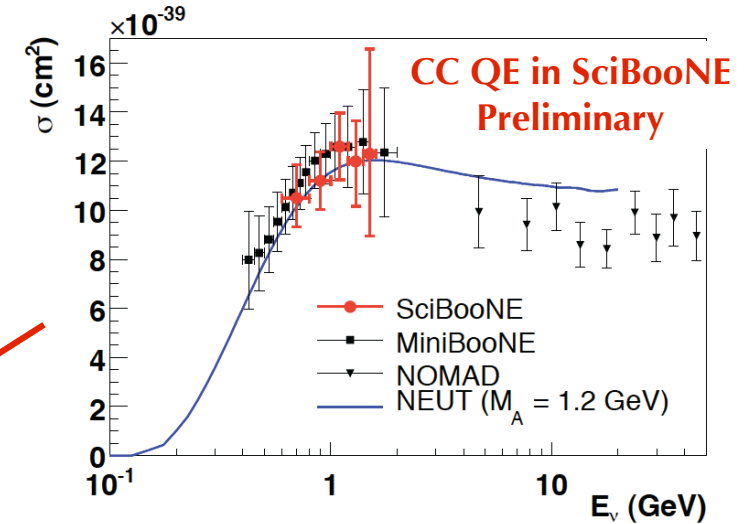 ×10⁻³⁹
CC QE in SciBooNE
Preliminary
σ (cm²)
16
14
12
10
8
6
4
2
0
SciBooNE
MiniBooNE
NOMAD
NEUT (M_A = 1.2 GeV)
10⁻¹ 1 10
E_ν (GeV)